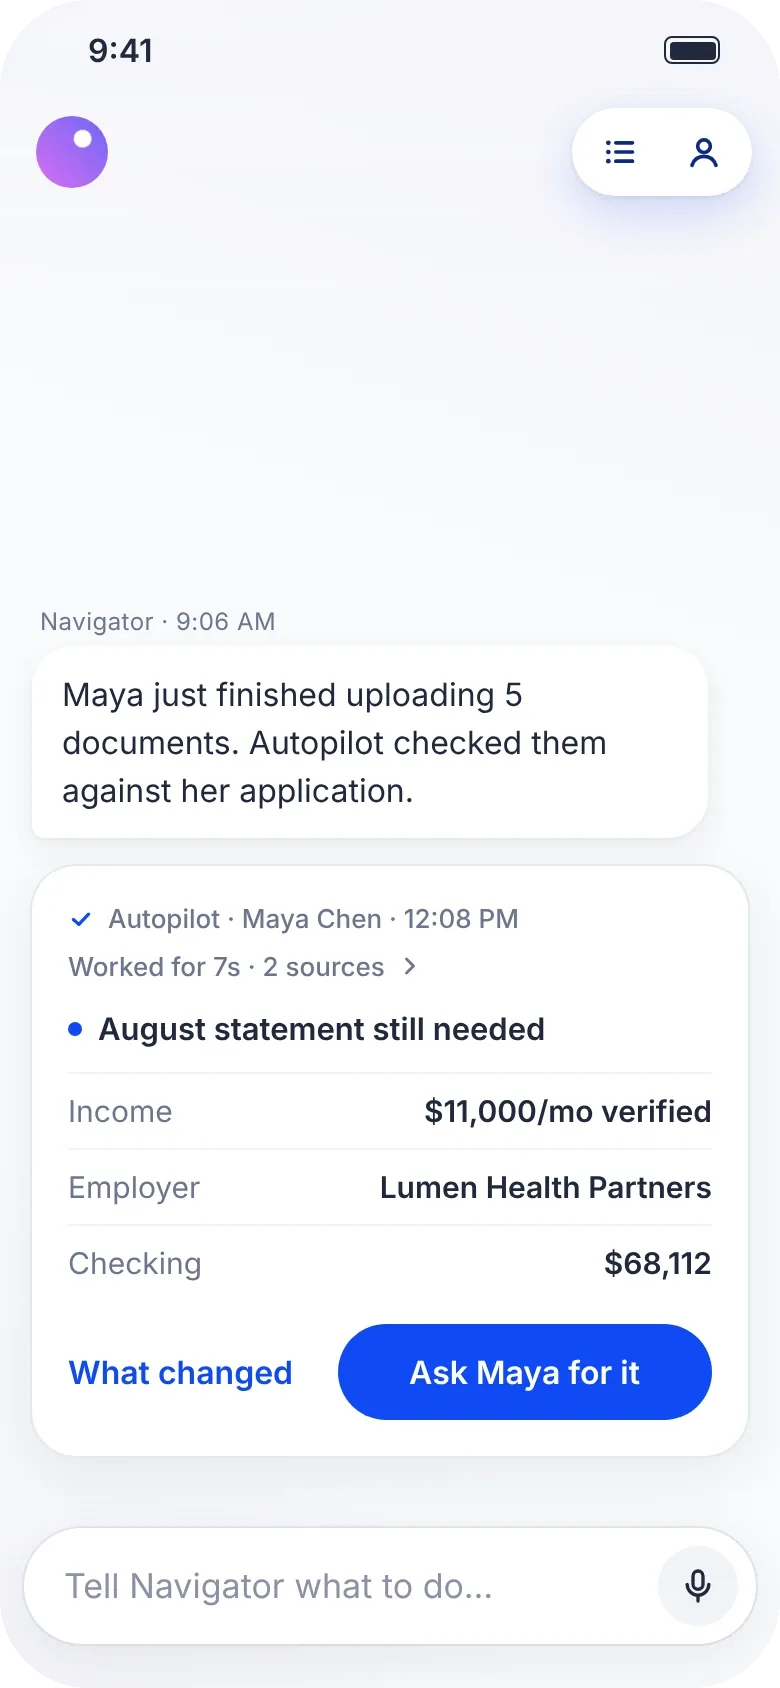 9:41
Navigator · 9:06 AM
Maya just finished uploading 5
documents. Autopilot checked them
against her application.
Autopilot · Maya Chen · 12:08 PM
Worked for 7s · 2 sources
August statement still needed
Income $11,000/mo verified
Employer Lumen Health Partners
Checking $68,112
What changed Ask Maya for it
Tell Navigator what to do...